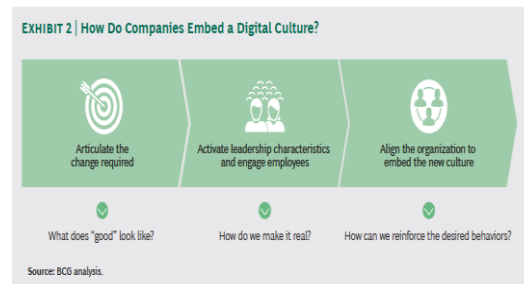 EXHIBIT 2 | How Do Companies Embed a Digital Culture?
Articulate the
change required
Activate leadership characteristics
and engage employees
Align the organization to
embed the new culture
What does “good” look like?
How do we make it real?
How can we reinforce the desired behaviors?
Source: BCG analysis.